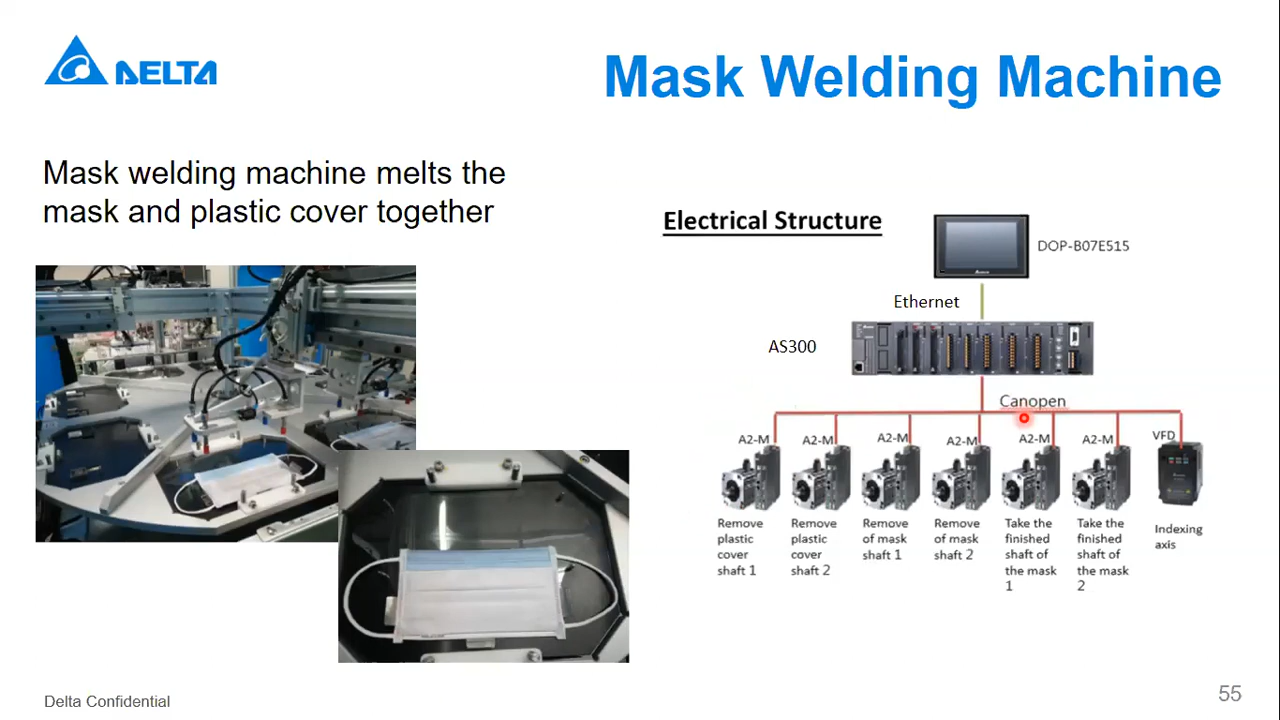 DELTA
Mask Welding Machine
Mask welding machine melts the
mask and plastic cover together
Electrical Structure
DOP-B07E515
Ethernet
AS300
Canopen
A2-M
A2-M
A2-M
A2-M
A2-M
A2-M
VFD
Remove
plastic
cover
shaft 1
Remove
plastic
cover
shaft 2
Remove
of mask
shaft 1
Remove
of mask
shaft 2
Take the
finished
shaft of
the mask
1
Take the
finished
shaft of
the mask
2
Indexing
axis
Delta Confidential
55